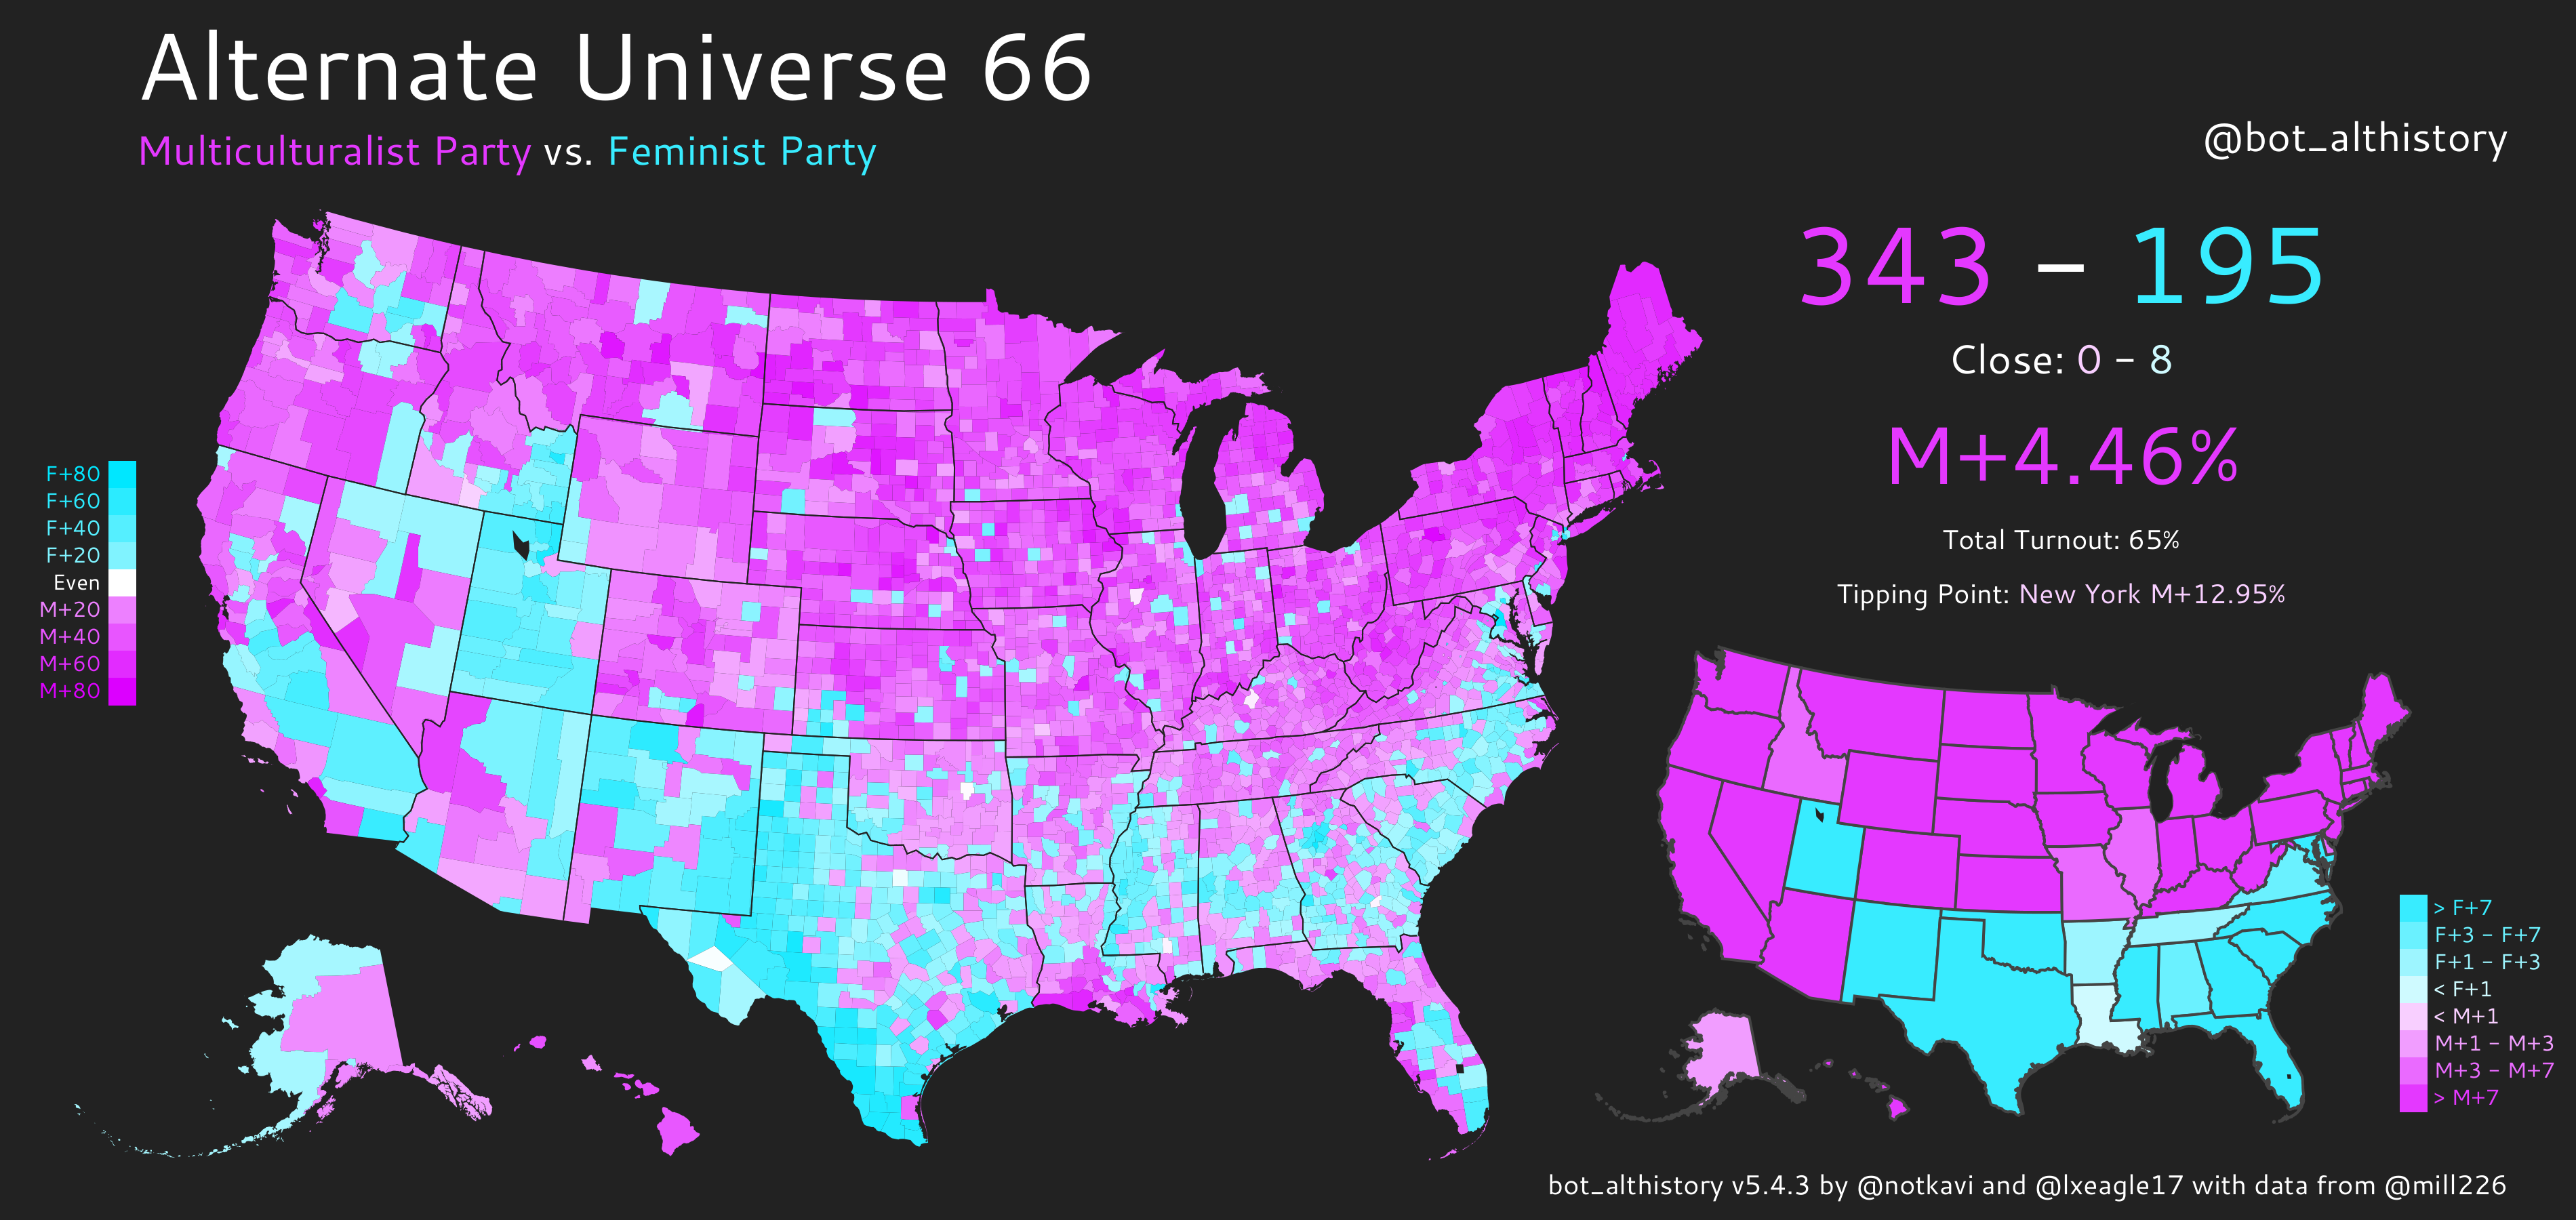 Alternate Universe 66
Multiculturalist Party vs. Feminist Party
@bot_althistory
343 – 195
Close: 0 - 8
M+4.46%
Total Turnout: 65%
Tipping Point: New York M+12.95%
F+80
F+60
F+40
F+20
Even
M+20
M+40
M+60
M+80
> F+7
F+3 - F+7
F+1 - F+3
< F+1
< M+1
M+1 - M+3
M+3 - M+7
> M+7
bot_althistory v5.4.3 by @notkavi and @lxeagle17 with data from @mill226